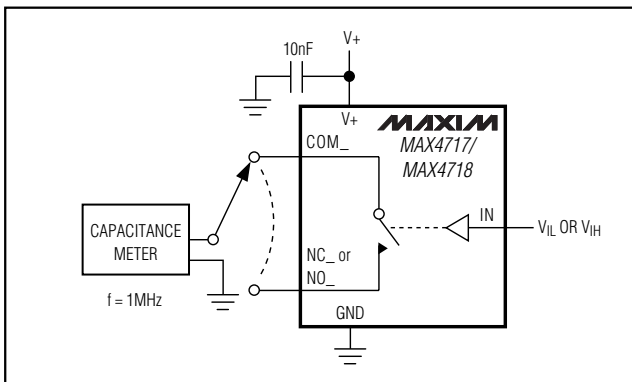 10nF
V+
V+
MAXIM
MAX4717/
MAX4718
COM_
IN
V_IL OR V_IH
CAPACITANCE
METER
NC_ or
NO_
f = 1MHz
GND